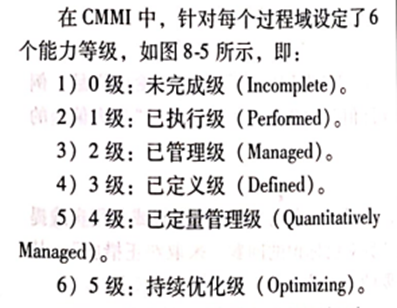 在 CMMI 中，针对每个过程域设定了6
个能力等级，如图 8-5 所示，即：
1）0 级：未完成级（Incomplete）。
2）1 级：已执行级（Performed）。
3）2 级：已管理级（Managed）。
4）3 级：已定义级（Defined）。
5）4 级：已定量管理级（Quantitatively
Managed）。
6）5 级：持续优化级（Optimizing）。